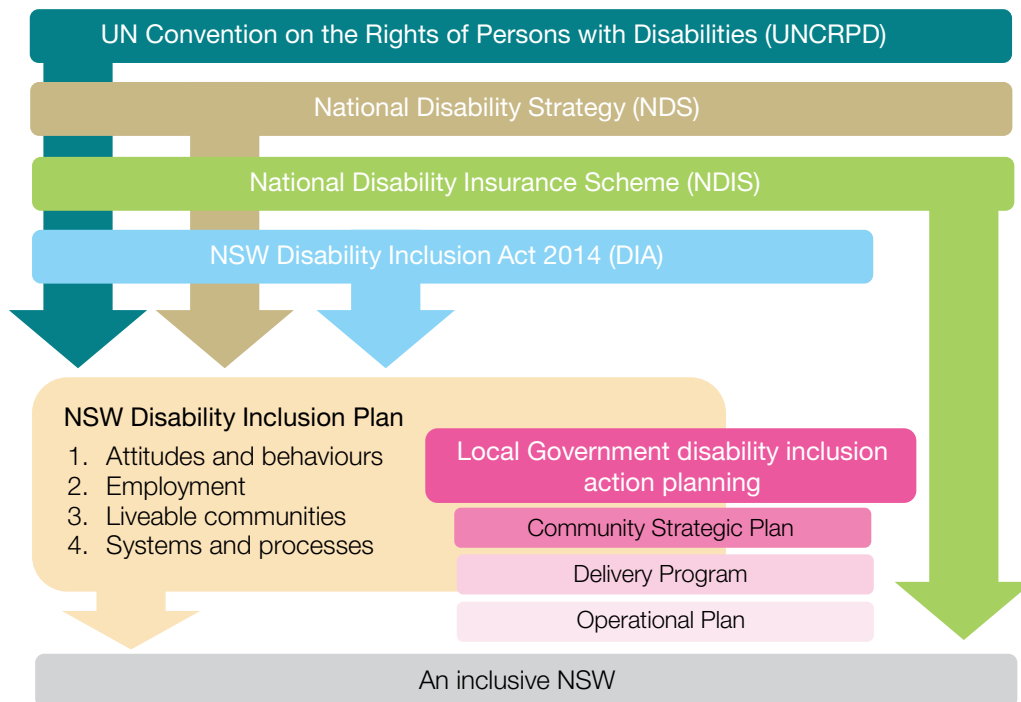 UN Convention on the Rights of Persons with Disabilities (UNCRPD)
National Disability Strategy (NDS)
National Disability Insurance Scheme (NDIS)
NSW Disability Inclusion Act 2014 (DIA)
NSW Disability Inclusion Plan
1. Attitudes and behaviours
2. Employment
3. Liveable communities
4. Systems and processes
Local Government disability inclusion
action planning
Community Strategic Plan
Delivery Program
Operational Plan
An inclusive NSW